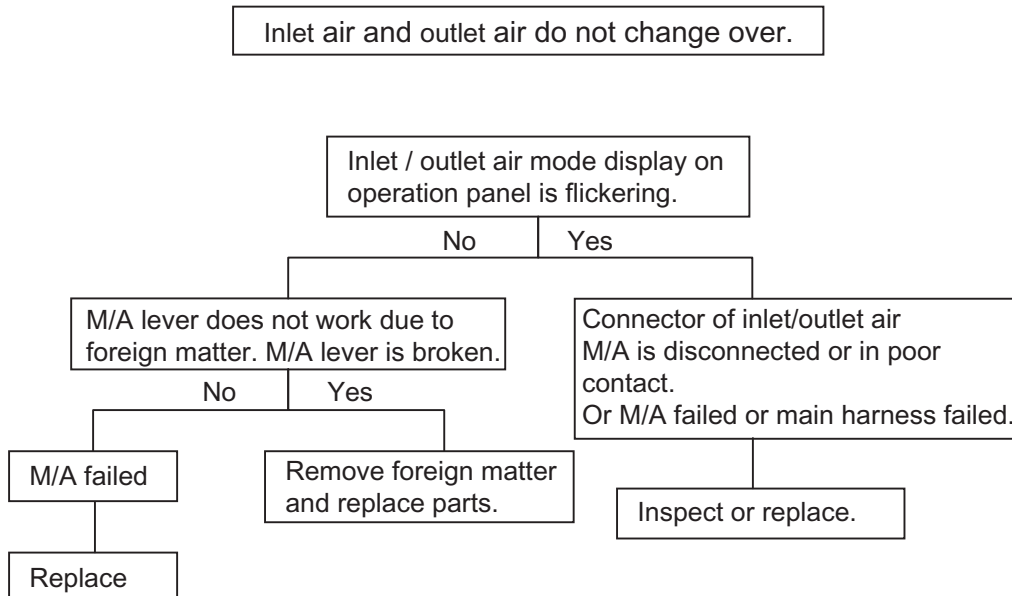 Inlet air and outlet air do not change over.
Inlet / outlet air mode display on
operation panel is flickering.
No
Yes
M/A lever does not work due to
foreign matter. M/A lever is broken.
Connector of inlet/outlet air
M/A is disconnected or in poor
contact.
Or M/A failed or main harness failed.
No
Yes
M/A failed
Remove foreign matter
and replace parts.
Inspect or replace.
Replace